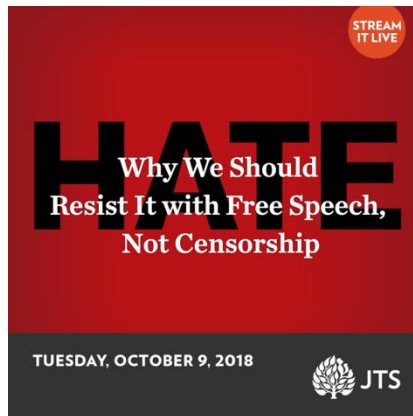 STREAM
IT LIVE
HATE
Why We Should
Resist It with Free Speech,
Not Censorship
TUESDAY, OCTOBER 9, 2018
JTS